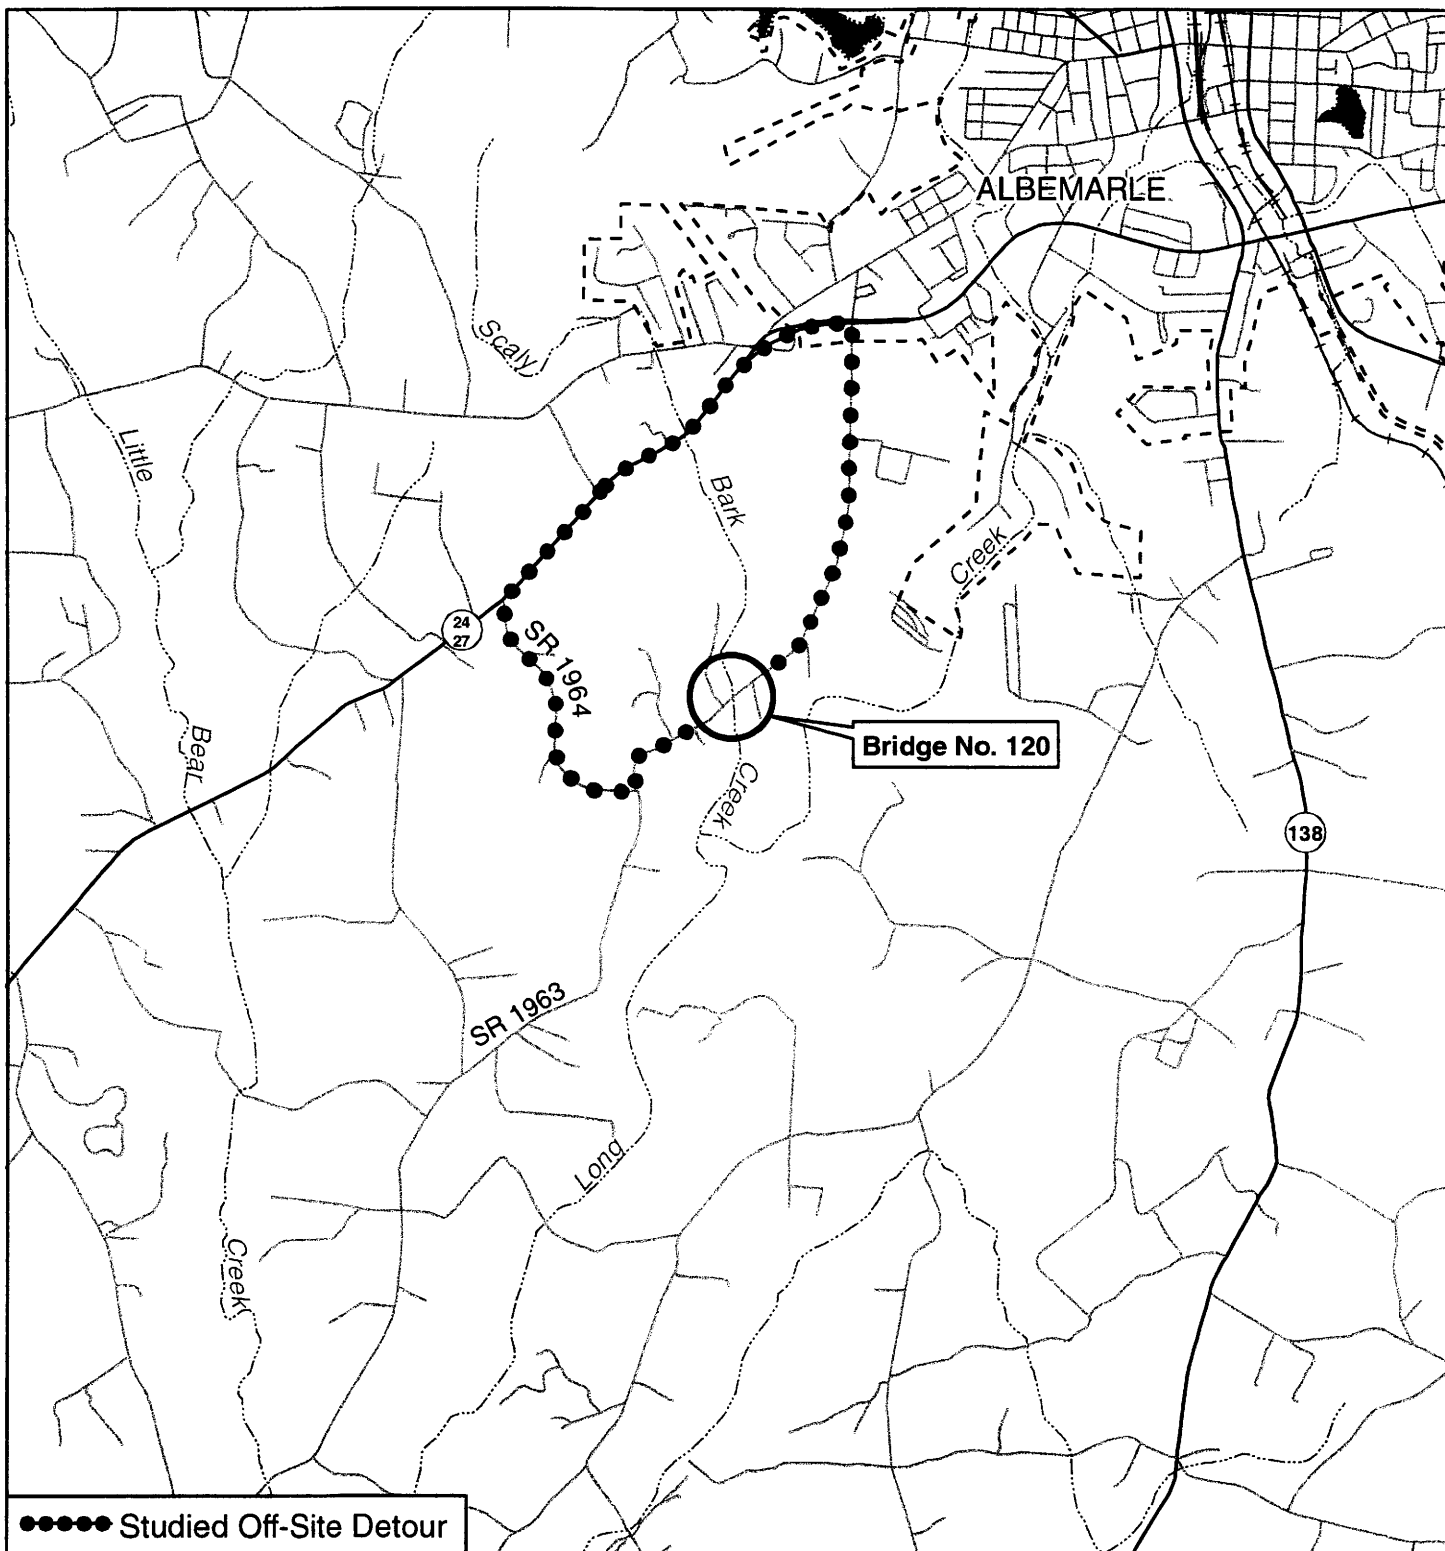 ALBEMARLE
Scaly
Little
Bark
Creek
24
27
SR 1964
Bear
Bridge No. 120
Creek
138
SR 1963
Long
Creek
Studied Off-Site Detour